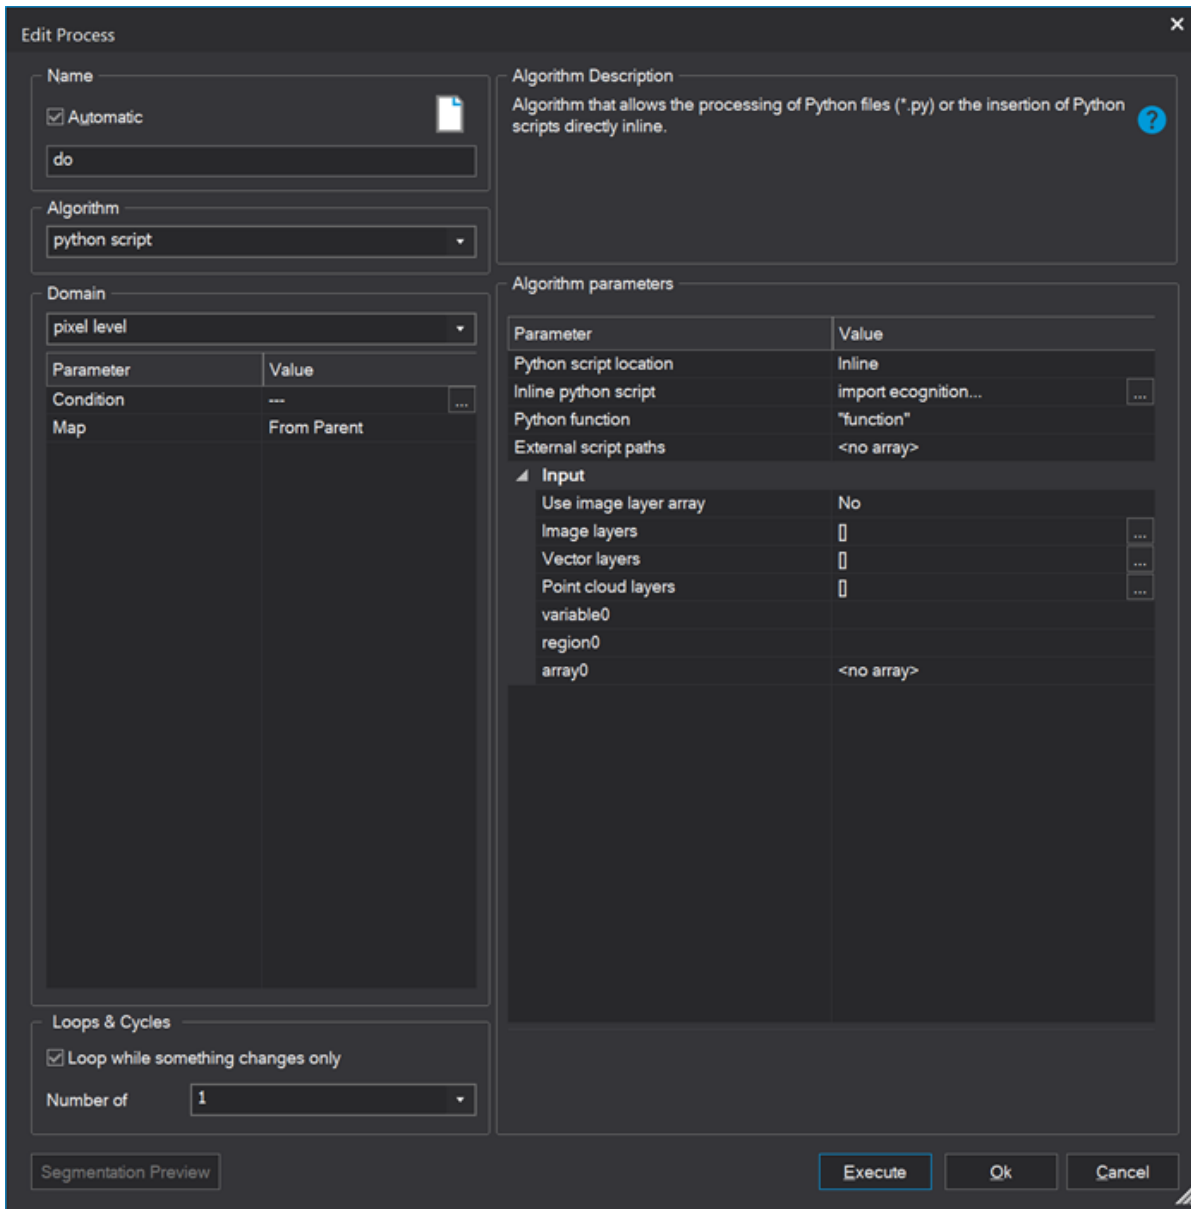 Edit Process
Name
Automatic
do
Algorithm
python script
Domain
pixel level
Parameter Value
Condition --- ...
Map From Parent
Loops & Cycles
Loop while something changes only
Number of 1
Segmentation Preview
Algorithm Description
Algorithm that allows the processing of Python files (*.py) or the insertion of Python
scripts directly inline.
?
Algorithm parameters
Parameter Value
Python script location Inline
Inline python script import ecognition... ...
Python function "function"
External script paths <no array>
Input
Use image layer array No
Image layers [] ...
Vector layers [] ...
Point cloud layers [] ...
variable0
region0
array0 <no array>
Execute Ok Cancel